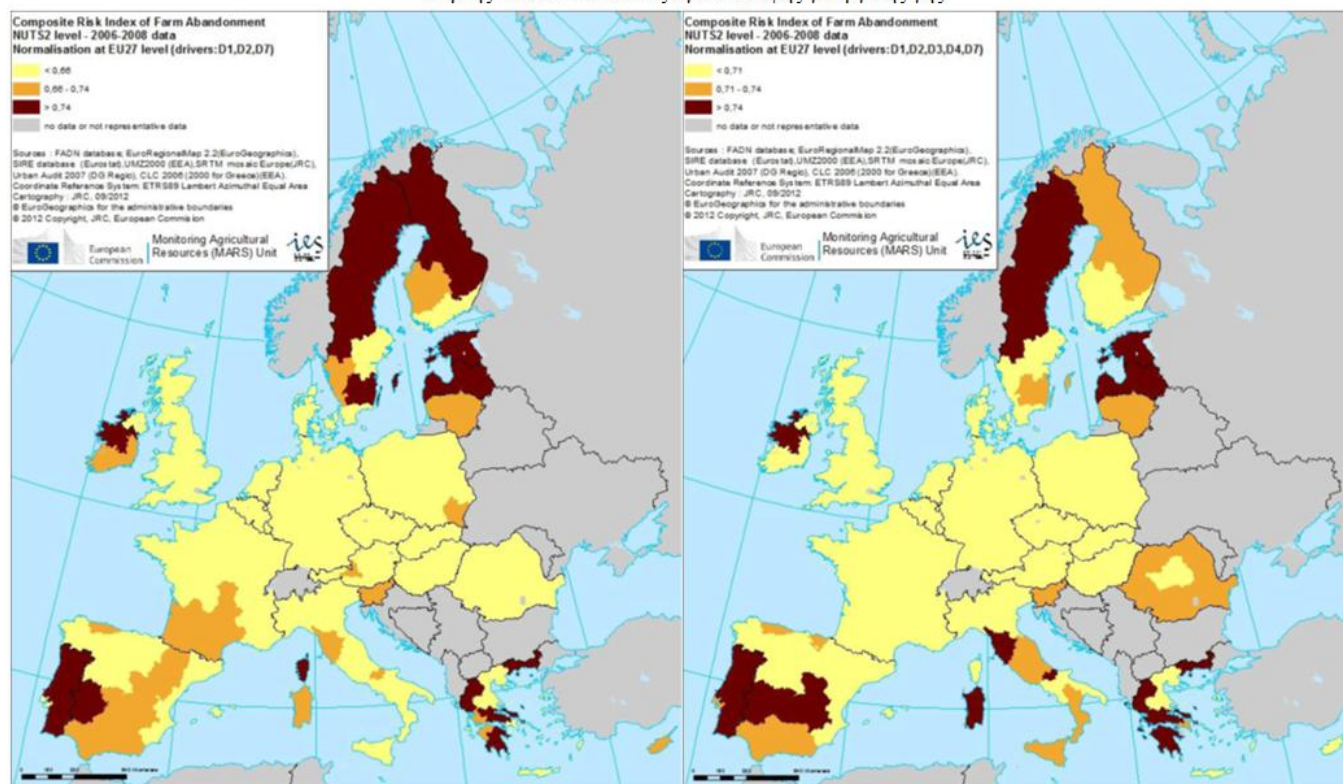 Composite Risk Index of Farm Abandonment
NUTS2 level - 2006-2008 data
Normalisation at EU27 level (drivers:D1,D2,D7)
< 0,66
0,66 - 0,74
> 0,74
no data or not representative data
Sources : FADN database; EuroRegionalMap 2.2(EuroGeographics),
SIRE database (Eurostat),UMZ2000 (EEA),SRTM mosaic Europe(JRC),
Urban Audit 2007 (DG Regio), CLC 2006 (2000 for Greece)(EEA).
Coordinate Reference System: ETRS89 Lambert Azimuthal Equal Area
Cartography : JRC, 09/2012
© EuroGeographics for the administrative boundaries
© 2012 Copyright, JRC, European Commision
European
Commission
Monitoring Agricultural
Resources (MARS) Unit
ies
Composite Risk Index of Farm Abandonment
NUTS2 level - 2006-2008 data
Normalisation at EU27 level (drivers:D1,D2,D3,D4,D7)
< 0,71
0,71 - 0,74
> 0,74
no data or not representative data
Sources : FADN database; EuroRegionalMap 2.2(EuroGeographics),
SIRE database (Eurostat),UMZ2000 (EEA),SRTM mosaic Europe(JRC),
Urban Audit 2007 (DG Regio), CLC 2006 (2000 for Greece)(EEA).
Coordinate Reference System: ETRS89 Lambert Azimuthal Equal Area
Cartography : JRC, 09/2012
© EuroGeographics for the administrative boundaries
© 2012 Copyright, JRC, European Commision
European
Commission
Monitoring Agricultural
Resources (MARS) Unit
ies